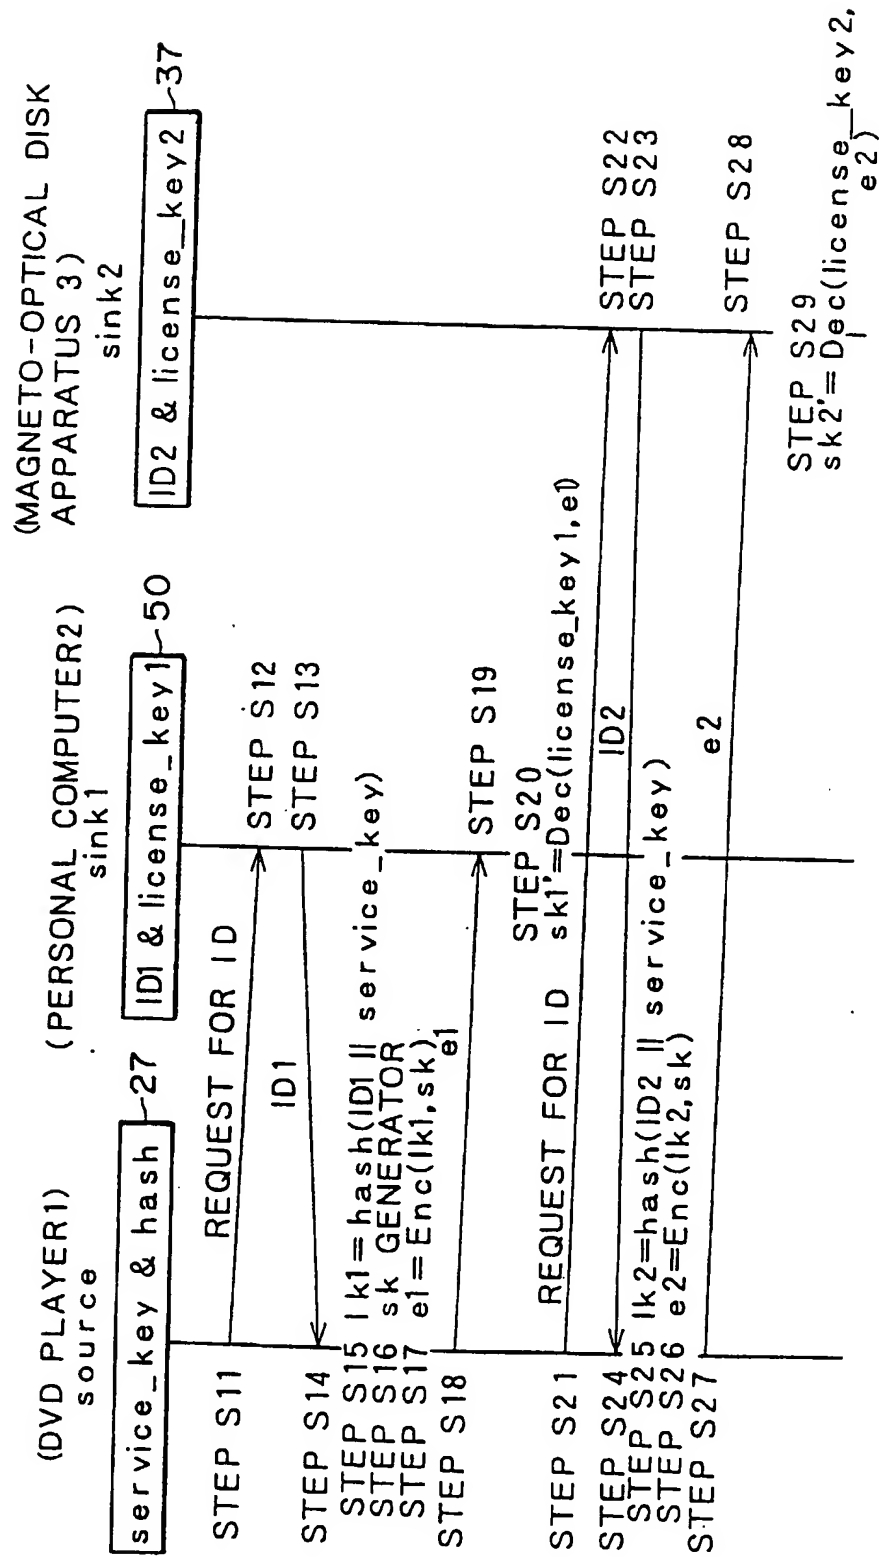 (DVD PLAYER1)
source
service_key & hash
27
(PERSONAL COMPUTER2)
sink1
ID1 & license_key1
50
(MAGNETO-OPTICAL DISK
APPARATUS 3)
sink2
ID2 & license_key2
37
STEP S11
REQUEST FOR ID
STEP S12
STEP S13
ID1
STEP S14
STEP S15 lk1=hash(ID1 || service_key)
STEP S16 sk GENERATOR
STEP S17 e1=Enc(lk1,sk)
STEP S18
e1
STEP S19
STEP S20
sk1'=Dec(license_key1,e1)
STEP S21
REQUEST FOR ID
STEP S22
STEP S23
ID2
STEP S24
STEP S25 lk2=hash(ID2 || service_key)
STEP S26 e2=Enc(lk2,sk)
STEP S27
e2
STEP S28
STEP S29
sk2'=Dec(license_key2,
e2)